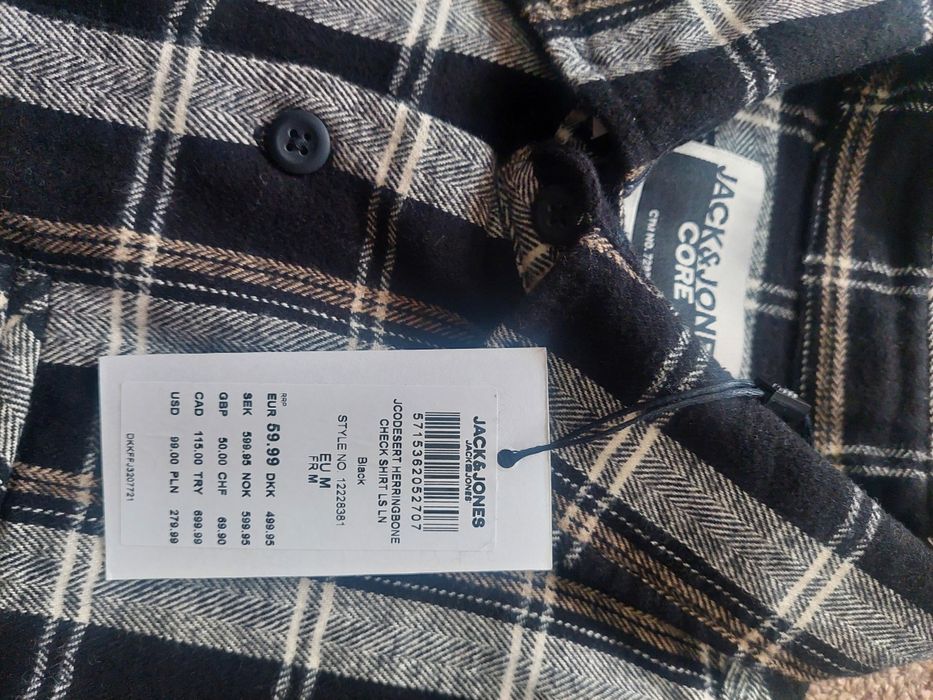 JACK&JONES
CORE
JACK&JONES
JACK&JONES
5715362052707
JCODESERT HERRINGBONE
CHECK SHIRT LS LN
STYLE NO. 12228381
Black
EU M
FR M
RRP
EUR 59.99 DKK 499.95
SEK 599.95 NOK 599.95
GBP 50.00 CHF 69.90
CAD 115.00 TRY 699.99
USD 99.00 PLN 279.99
DKKFFJ3207721